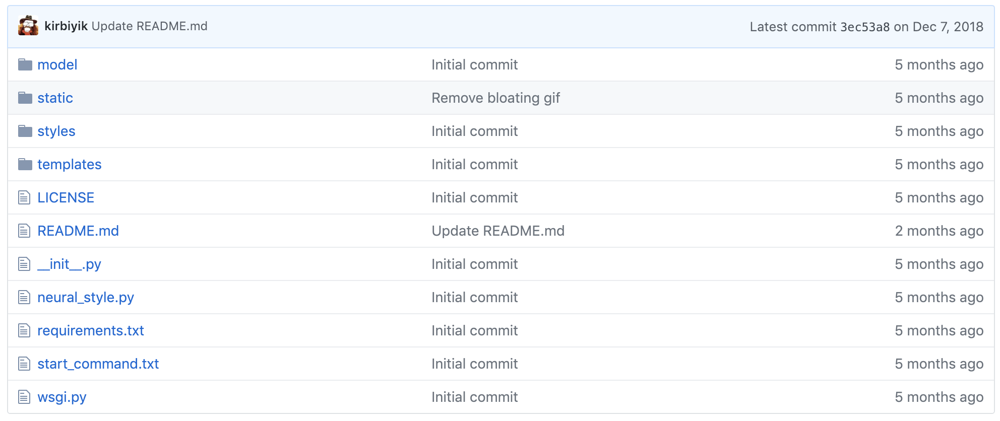 kirbiyik Update README.md Latest commit 3ec53a8 on Dec 7, 2018
model Initial commit 5 months ago
static Remove bloating gif 5 months ago
styles Initial commit 5 months ago
templates Initial commit 5 months ago
LICENSE Initial commit 5 months ago
README.md Update README.md 2 months ago
__init__.py Initial commit 5 months ago
neural_style.py Initial commit 5 months ago
requirements.txt Initial commit 5 months ago
start_command.txt Initial commit 5 months ago
wsgi.py Initial commit 5 months ago